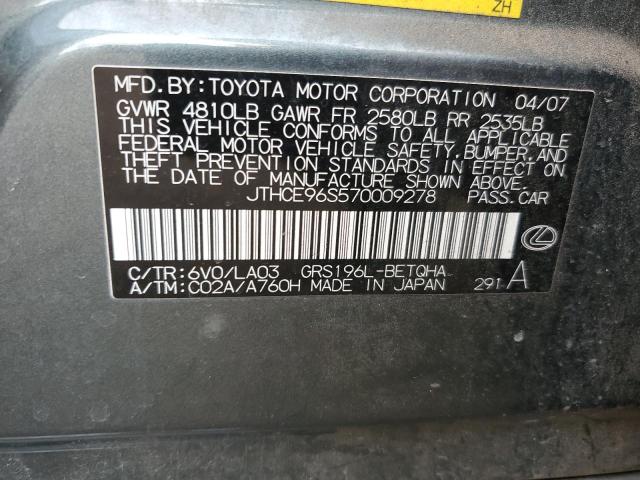 ZH
MFD.BY:TOYOTA MOTOR CORPORATION 04/07
GVWR 4810LB GAWR FR 2580LB RR 2535LB
THIS VEHICLE CONFORMS TO ALL APPLICABLE
FEDERAL MOTOR VEHICLE SAFETY, BUMPER, AND
THEFT PREVENTION STANDARDS IN EFFECT ON
THE DATE OF MANUFACTURE SHOWN ABOVE.
JTHCE96S570009278 PASS.CAR
C/TR:6V0/LA03 GRS196L-BETQHA
A/TM:C02A/A760H MADE IN JAPAN 291 A